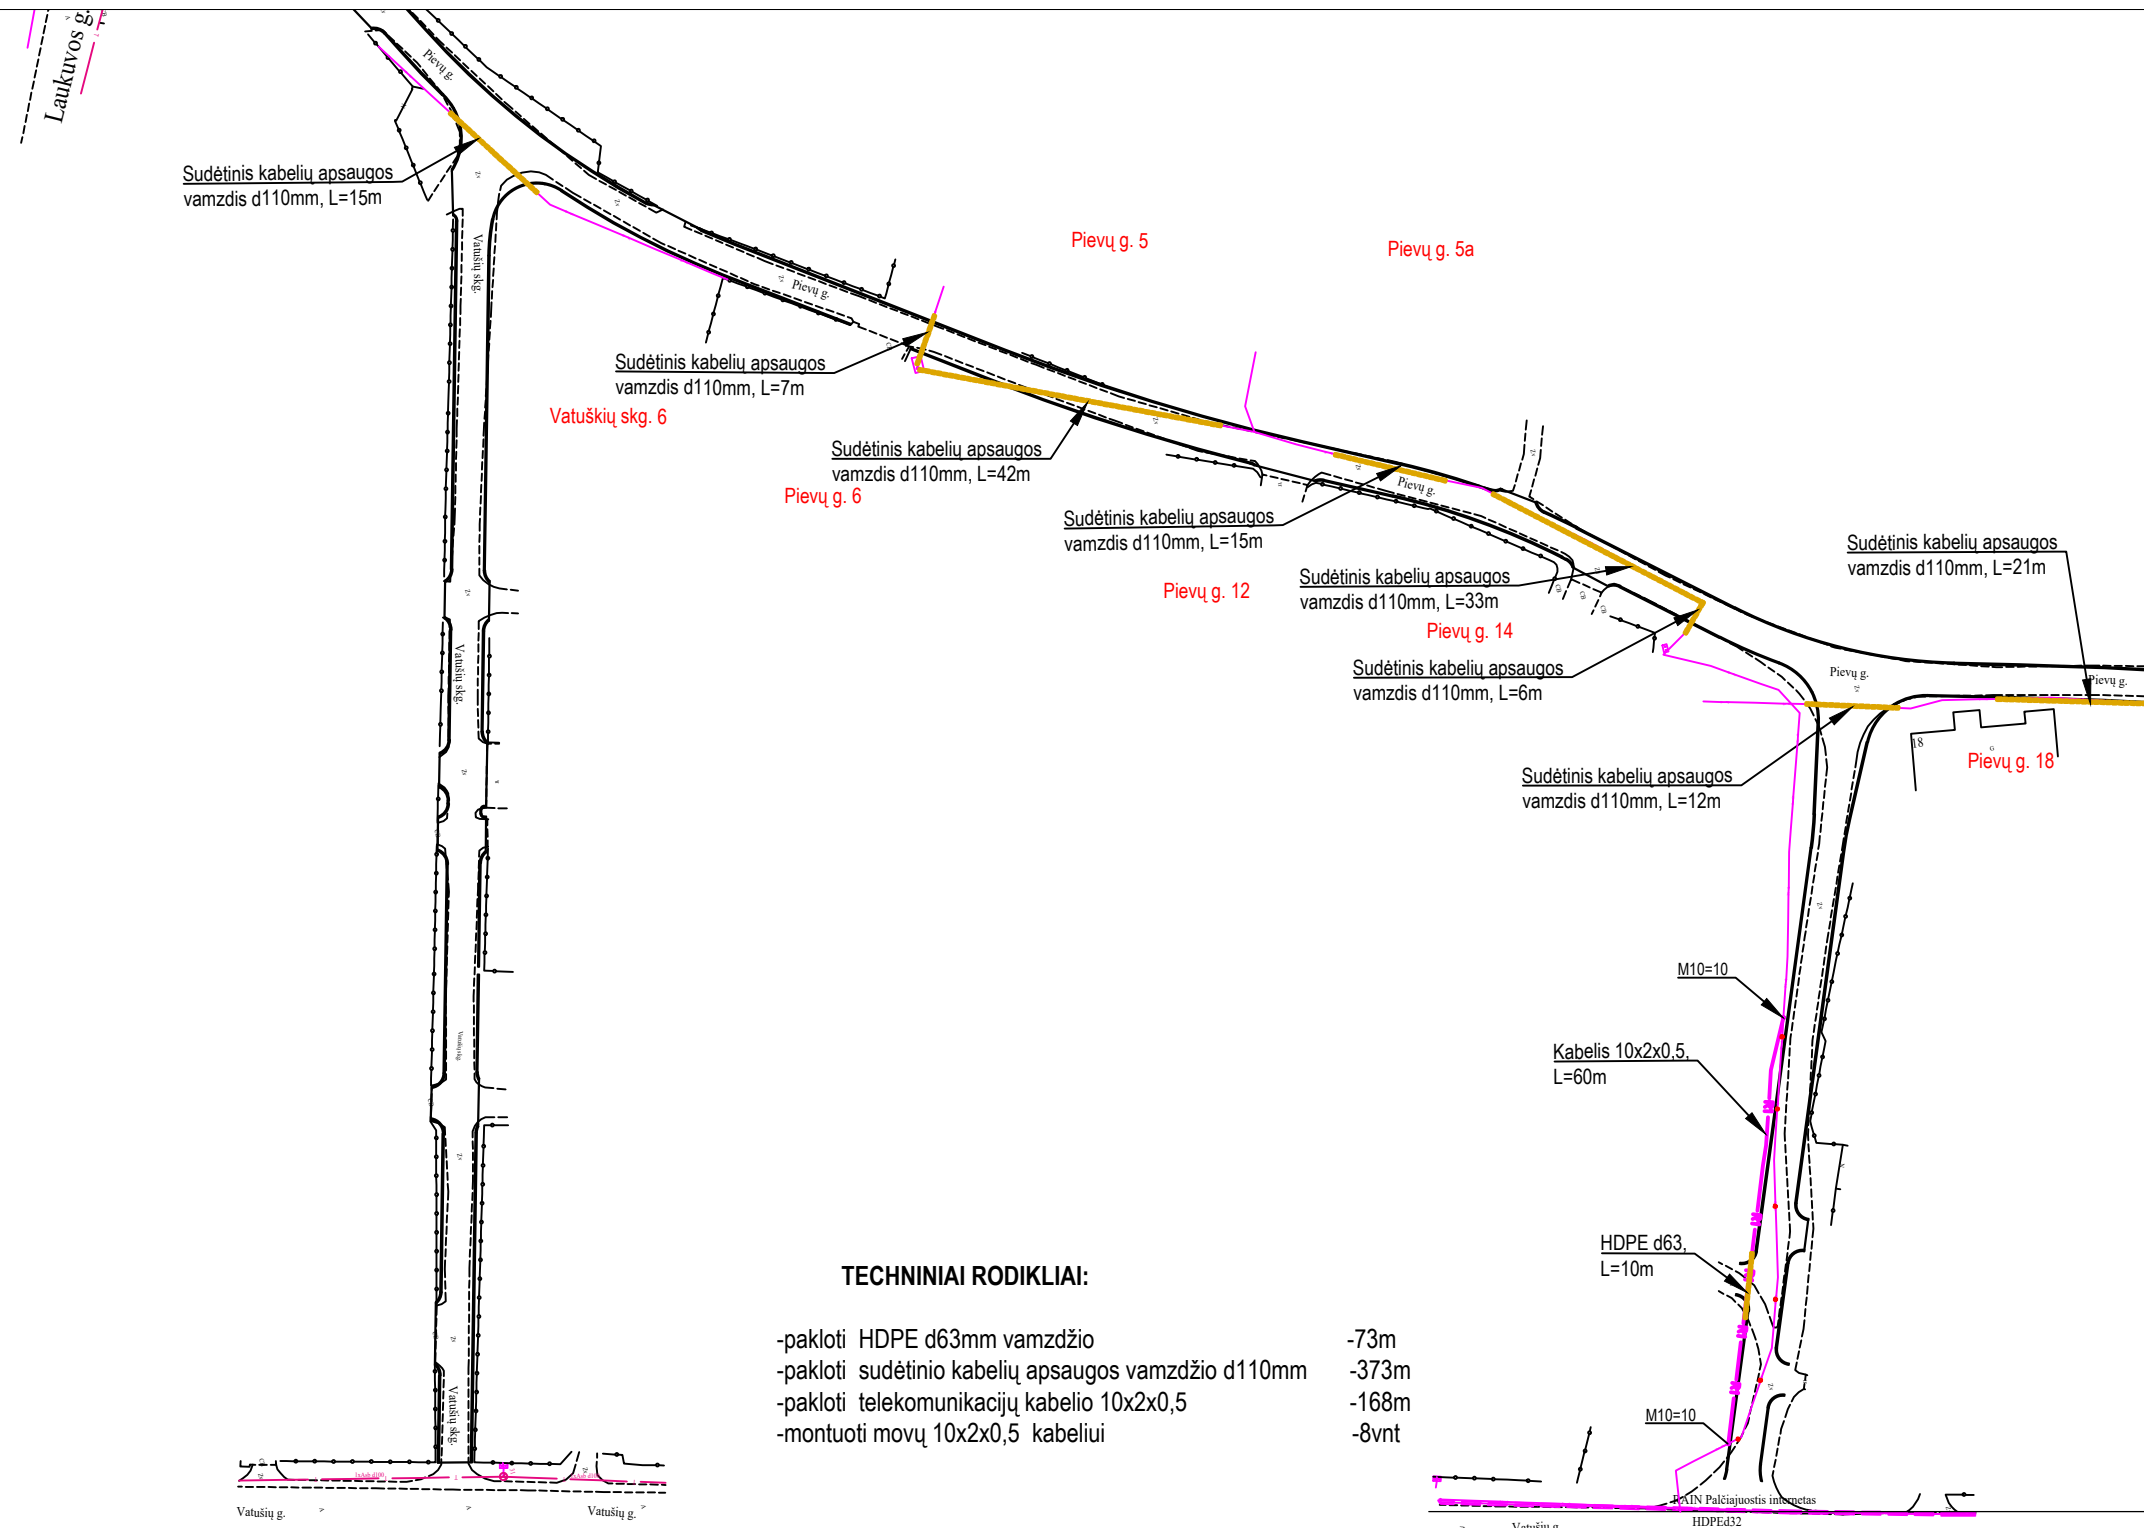 Laukuvos g.
Pievų g.
Sudėtinis kabelių apsaugos
vamzdis d110mm, L=15m
Vatušių skg.
Pievų g. 5
Pievų g. 5a
Pievų g.
Sudėtinis kabelių apsaugos
vamzdis d110mm, L=7m
Vatuškių skg. 6
Sudėtinis kabelių apsaugos
vamzdis d110mm, L=42m
Pievų g. 6
Pievų g.
Sudėtinis kabelių apsaugos
vamzdis d110mm, L=15m
Sudėtinis kabelių apsaugos
vamzdis d110mm, L=21m
Pievų g. 12
Sudėtinis kabelių apsaugos
vamzdis d110mm, L=33m
Pievų g. 14
Sudėtinis kabelių apsaugos
vamzdis d110mm, L=6m
Vatušių skg.
Pievų g.
Pievų g.
18
Pievų g. 18
Sudėtinis kabelių apsaugos
vamzdis d110mm, L=12m
M10=10
Vatušių skg.
Kabelis 10x2x0,5,
L=60m
HDPE d63,
L=10m
TECHNINIAI RODIKLIAI:
-pakloti HDPE d63mm vamzdžio -73m
-pakloti sudėtinio kabelių apsaugos vamzdžio d110mm -373m
-pakloti telekomunikacijų kabelio 10x2x0,5 -168m
-montuoti movų 10x2x0,5 kabeliui -8vnt
Vatušių skg.
M10=10
1xAsb d100
RAIN Palčiajuostis internetas
HDPEd32
Vatušių g.
Vatušių g.
Vatušių g.